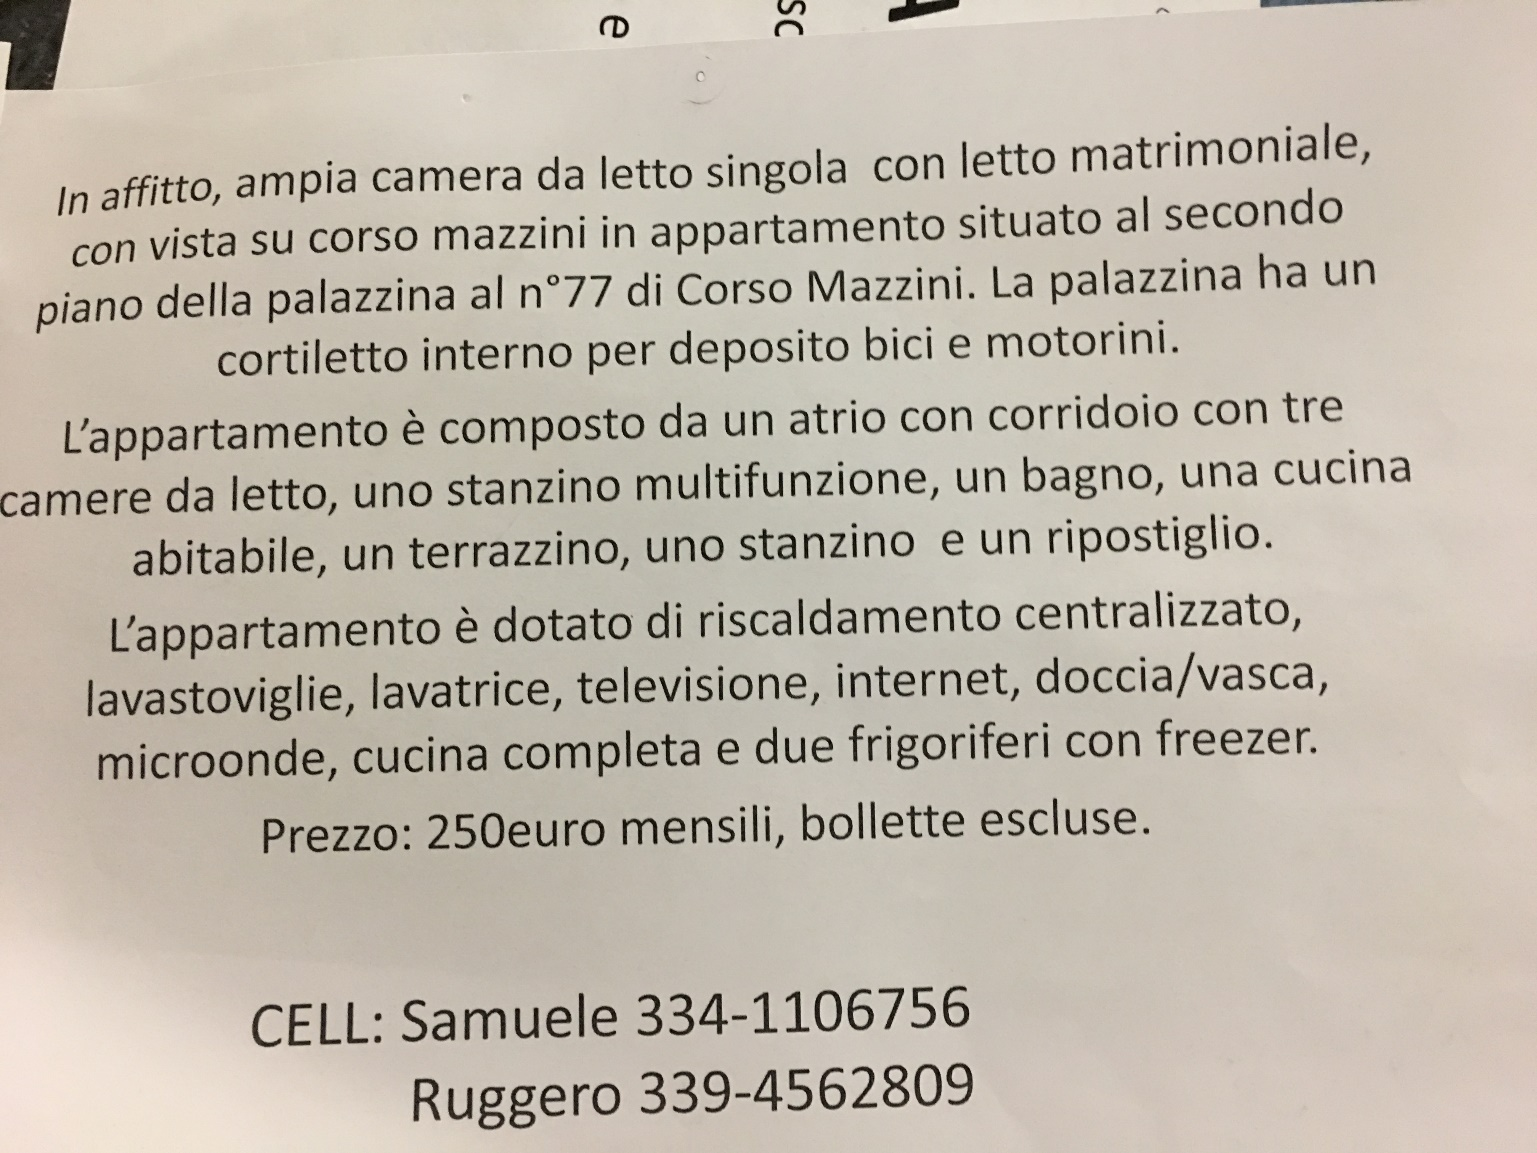 e
sc
In affitto, ampia camera da letto singola con letto matrimoniale,
con vista su corso mazzini in appartamento situato al secondo
piano della palazzina al n°77 di Corso Mazzini. La palazzina ha un
cortiletto interno per deposito bici e motorini.
L'appartamento è composto da un atrio con corridoio con tre
camere da letto, uno stanzino multifunzione, un bagno, una cucina
abitabile, un terrazzino, uno stanzino e un ripostiglio.
L'appartamento è dotato di riscaldamento centralizzato,
lavastoviglie, lavatrice, televisione, internet, doccia/vasca,
microonde, cucina completa e due frigoriferi con freezer.
Prezzo: 250euro mensili, bollette escluse.
CELL: Samuele 334-1106756
Ruggero 339-4562809